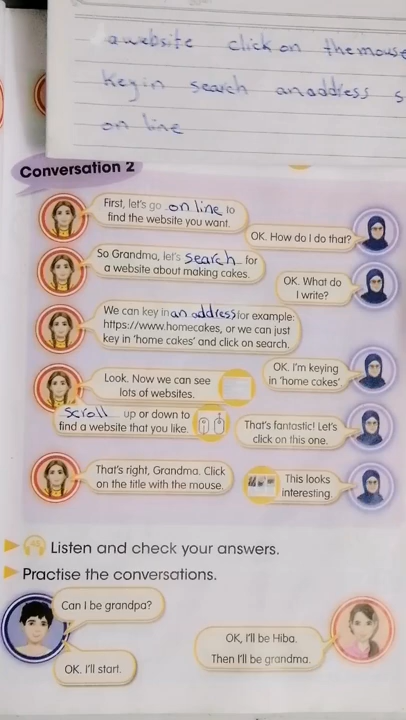 a website click on the mouse
Key in search an address s
on line
Conversation 2
First, let's go on line to
find the website you want.
OK. How do I do that?
So Grandma, let's search for
a website about making cakes.
OK. What do
I write?
We can key in an address for example:
https://www.homecakes, or we can just
key in 'home cakes' and click on search.
OK. I'm keying
in 'home cakes'
Look. Now we can see
lots of websites.
Scroll up or down to
find a website that you like.
That's fantastic! Let's
click on this one.
That's right, Grandma. Click
on the title with the mouse.
This looks
interesting.
Listen and check your answers.
Practise the conversations.
Can I be grandpa?
OK, I'll be Hiba.
Then I'll be grandma.
OK. I'll start.